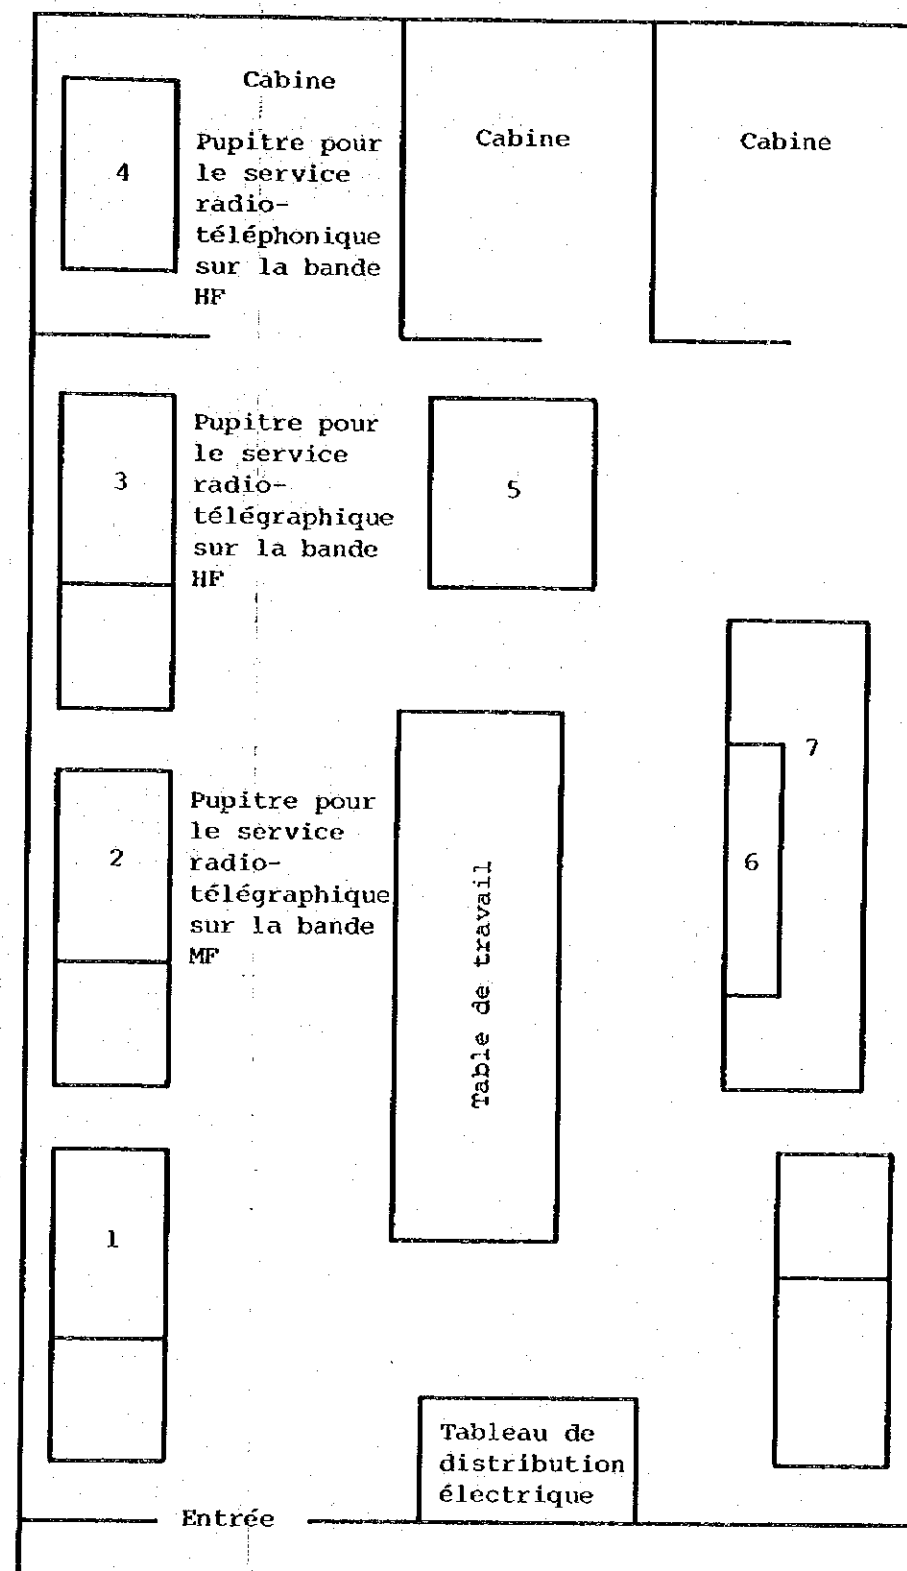 Cabine
4
Pupitre pour
le service
radio-
téléphonique
sur la bande
HF
Cabine
Cabine
3
Pupitre pour
le service
radio-
télégraphique
sur la bande
HF
5
2
Pupitre pour
le service
radio-
télégraphique
sur la bande
MF
Table de travail
7
6
1
Tableau de
distribution
électrique
Entrée